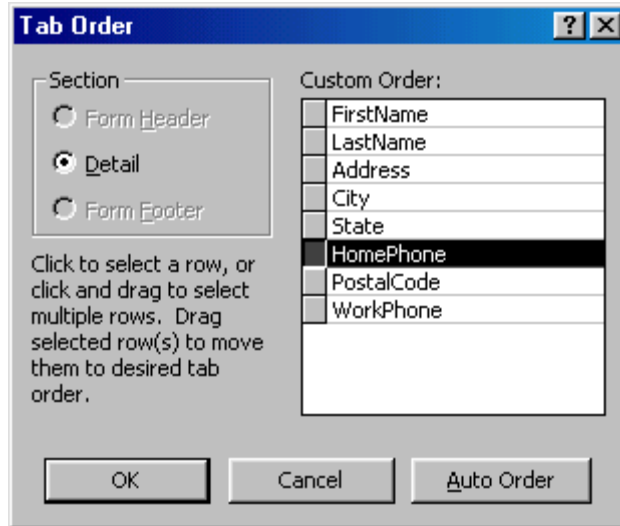 Tab Order
Section
Form Header
Detail
Form Footer
Click to select a row, or
click and drag to select
multiple rows. Drag
selected row(s) to move
them to desired tab
order.
Custom Order:
FirstName
LastName
Address
City
State
HomePhone
PostalCode
WorkPhone
OK
Cancel
Auto Order